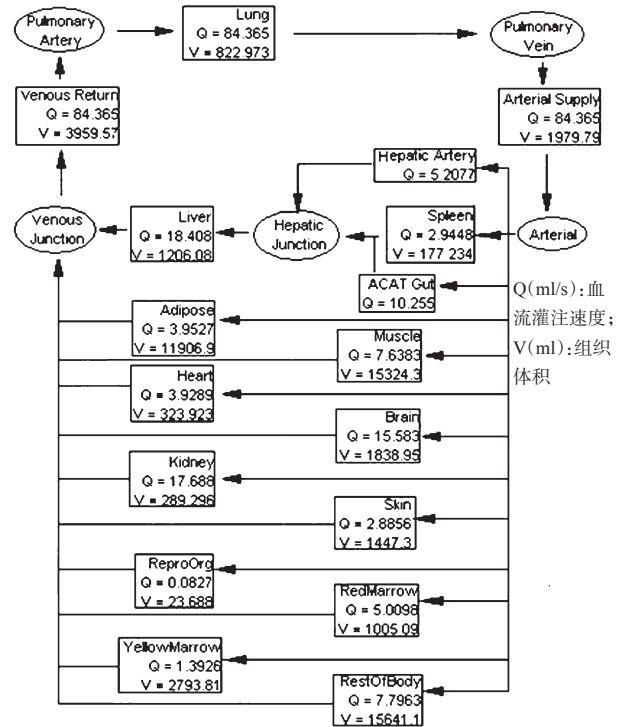 Pulmonary
Artery
Lung
Q = 84.365
V = 822.973
Pulmonary
Vein
Venous Return
Q = 84.365
V = 3959.57
Arterial Supply
Q = 84.365
V = 1979.79
Hepatic Artery
Q = 5.2077
Venous
Junction
Liver
Q = 18.408
V = 1206.08
Hepatic
Junction
Spleen
Q = 2.9448
V = 177.234
Arterial
ACAT Gut
Q = 10.255
Q(ml/s):血
流灌注速度;
V(ml):组织
体积
Adipose
Q = 3.9527
V = 11906.9
Muscle
Q = 7.6383
V = 15324.3
Heart
Q = 3.9289
V = 323.923
Brain
Q = 15.583
V = 1838.95
Kidney
Q = 17.688
V = 289.296
Skin
Q = 2.8856
V = 1447.3
ReproOrg
Q = 0.0827
V = 23.688
RedMarrow
Q = 5.0098
V = 1005.09
YellowMarrow
Q = 1.3926
V = 2793.81
RestOfBody
Q = 7.7963
V = 15641.1